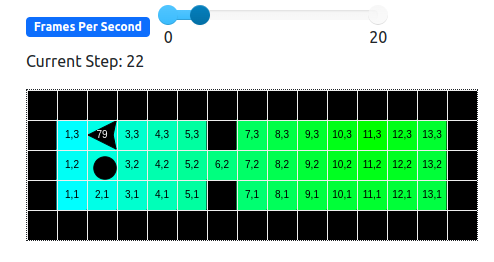 Frames Per Second
0 20
Current Step: 22
1,3 79 3,3 4,3 5,3 7,3 8,3 9,3 10,3 11,3 12,3 13,3
1,2 3,2 4,2 5,2 6,2 7,2 8,2 9,2 10,2 11,2 12,2 13,2
1,1 2,1 3,1 4,1 5,1 7,1 8,1 9,1 10,1 11,1 12,1 13,1